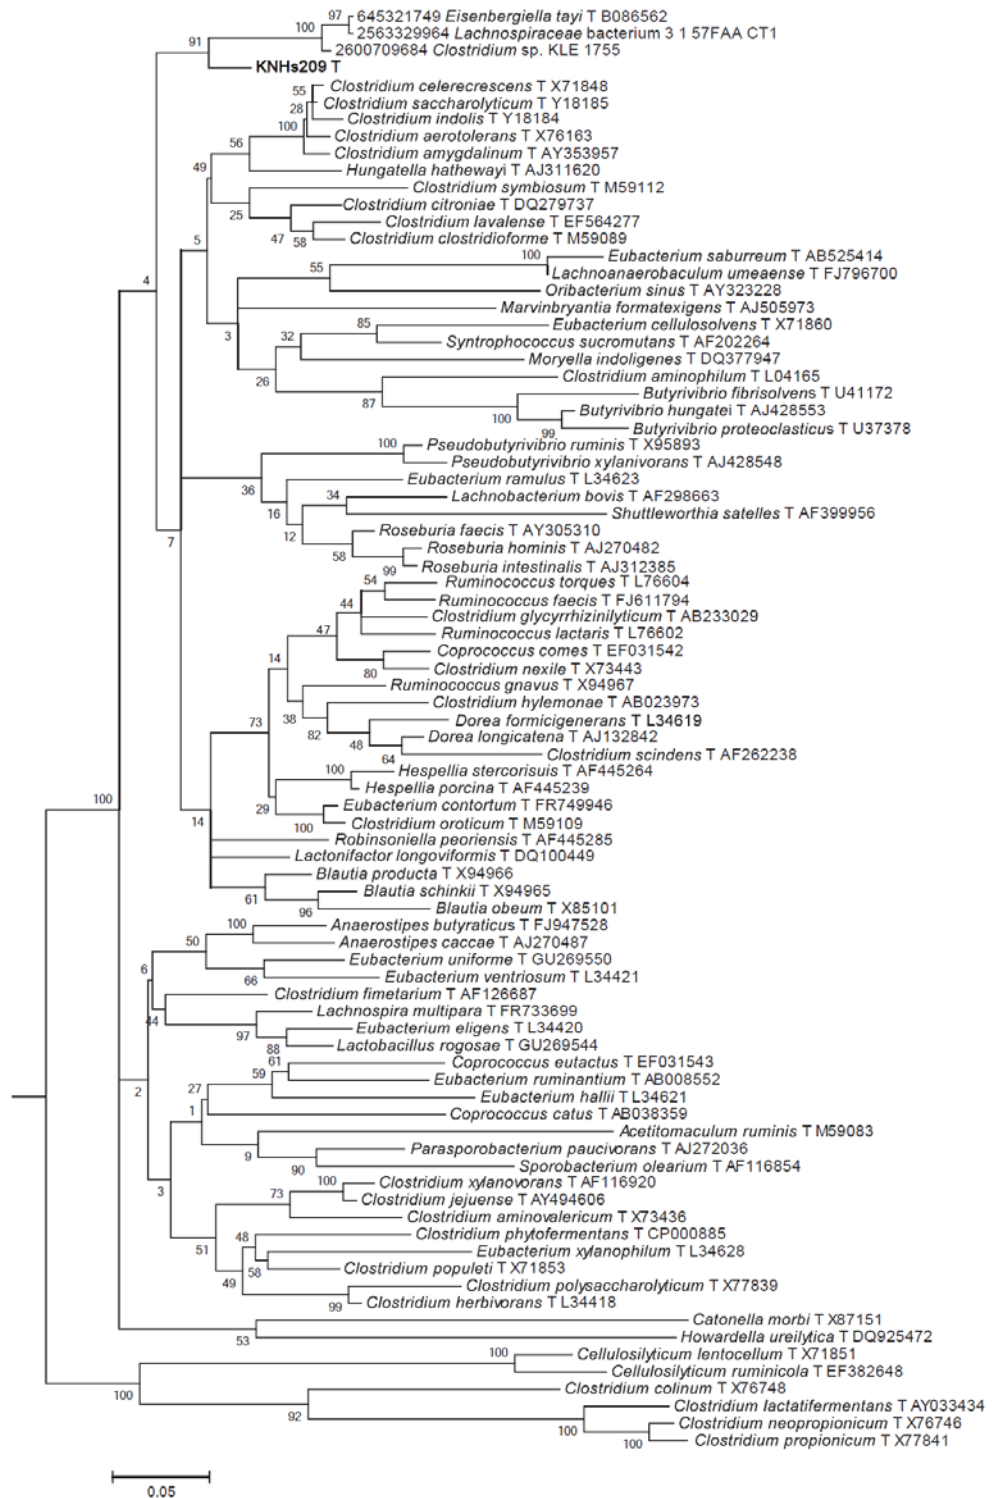 97 645321749 Eisenbergiella tayi T B086562
100 2563329964 Lachnospiraceae bacterium 3 1 57FAA CT1
91 2600709684 Clostridium sp. KLE 1755
KNHs209 T
55 Clostridium celerecrescens T X71848
28 Clostridium saccharolyticum T Y18185
100 Clostridium indolis T Y18184
56 Clostridium aerotolerans T X76163
Clostridium amygdalinum T AY353957
49 Hungatella hathewayi T AJ311620
Clostridium symbiosum T M59112
25 Clostridium citroniae T DQ279737
Clostridium lavalense T EF564277
5 47 58 Clostridium clostridioforme T M59089
100 Eubacterium saburreum T AB525414
4 55 Lachnoanaerobaculum umeaense T FJ796700
Oribacterium sinus T AY323228
Marvinbryantia formatexigens T AJ505973
3 32 85 Eubacterium cellulosolvens T X71860
Syntrophococcus sucromutans T AF202264
Moryella indoligenes T DQ377947
26 Clostridium aminophilum T L04165
87 Butyrivibrio fibrisolvens T U41172
100 Butyrivibrio hungatei T AJ428553
99 Butyrivibrio proteoclasticus T U37378
100 Pseudobutyrivibrio ruminis T X95893
Pseudobutyrivibrio xylanivorans T AJ428548
36 Eubacterium ramulus T L34623
34 Lachnobacterium bovis T AF298663
16 Shuttleworthia satelles T AF399956
12 Roseburia faecis T AY305310
7 58 Roseburia hominis T AJ270482
99 Roseburia intestinalis T AJ312385
54 Ruminococcus torques T L76604
44 Ruminococcus faecis T FJ611794
Clostridium glycyrrhizinilyticum T AB233029
47 Ruminococcus lactaris T L76602
Coprococcus comes T EF031542
14 80 Clostridium nexile T X73443
Ruminococcus gnavus T X94967
38 Clostridium hylemonae T AB023973
73 82 Dorea formicigenerans T L34619
48 Dorea longicatena T AJ132842
64 Clostridium scindens T AF262238
100 Hespellia stercorisuis T AF445264
Hespellia porcina T AF445239
100 29 Eubacterium contortum T FR749946
14 100 Clostridium oroticum T M59109
Robinsoniella peoriensis T AF445285
Lactonifactor longoviformis T DQ100449
Blautia producta T X94966
61 Blautia schinkii T X94965
96 Blautia obeum T X85101
100 Anaerostipes butyraticus T FJ947528
50 Anaerostipes caccae T AJ270487
Eubacterium uniforme T GU269550
6 66 Eubacterium ventriosum T L34421
Clostridium fimetarium T AF126687
44 Lachnospira multipara T FR733699
97 Eubacterium eligens T L34420
88 Lactobacillus rogosae T GU269544
61 Coprococcus eutactus T EF031543
59 Eubacterium ruminantium T AB008552
2 27 Eubacterium hallii T L34621
1 Coprococcus catus T AB038359
Acetitomaculum ruminis T M59083
9 Parasporobacterium paucivorans T AJ272036
90 Sporobacterium olearium T AF116854
3 100 Clostridium xylanovorans T AF116920
73 Clostridium jejuense T AY494606
Clostridium aminovalericum T X73436
51 48 Clostridium phytofermentans T CP000885
Eubacterium xylanophilum T L34628
49 58 Clostridium populeti T X71853
Clostridium polysaccharolyticum T X77839
99 Clostridium herbivorans T L34418
Catonella morbi T X87151
53 Howardella ureilytica T DQ925472
100 Cellulosilyticum lentocellum T X71851
Cellulosilyticum ruminicola T EF382648
100 Clostridium colinum T X76748
92 Clostridium lactatifermentans T AY033434
100 Clostridium neopropionicum T X76746
100 Clostridium propionicum T X77841
0.05